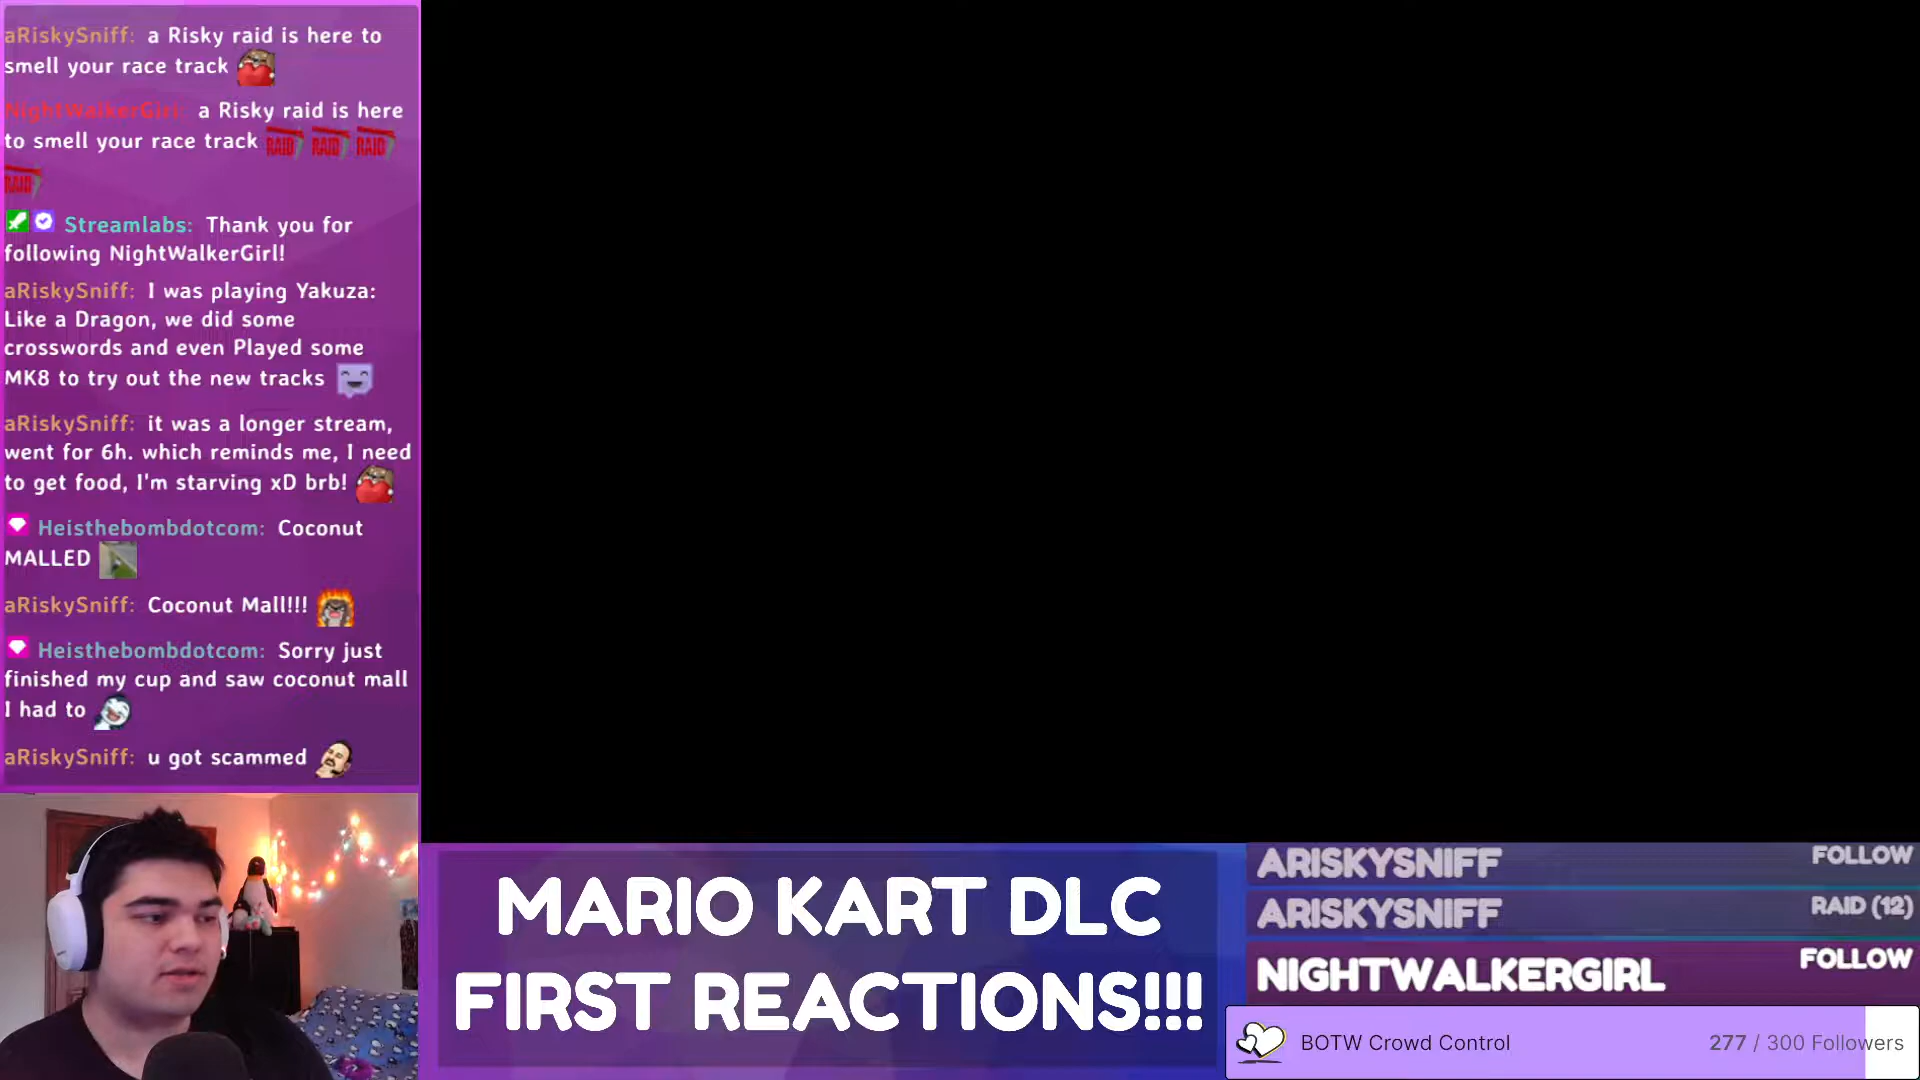 aRiskySniff: a Risky raid is here to
smell your race track
NightWalkerGirl: a Risky raid is here
to smell your race track RAID RAID RAID
RAID
Streamlabs: Thank you for
following NightWalkerGirl!
aRiskySniff: I was playing Yakuza:
Like a Dragon, we did some
crosswords and even Played some
MK8 to try out the new tracks
aRiskySniff: it was a longer stream,
went for 6h. which reminds me, I need
to get food, I'm starving xD brb!
Heisthebombdotcom: Coconut
MALLED
aRiskySniff: Coconut Mall!!!
Heisthebombdotcom: Sorry just
finished my cup and saw coconut mall
I had to
aRiskySniff: u got scammed
MARIO KART DLC
FIRST REACTIONS!!!
ARISKYSNIFF FOLLOW
ARISKYSNIFF RAID (12)
NIGHTWALKERGIRL FOLLOW
BOTW Crowd Control 277 / 300 Followers